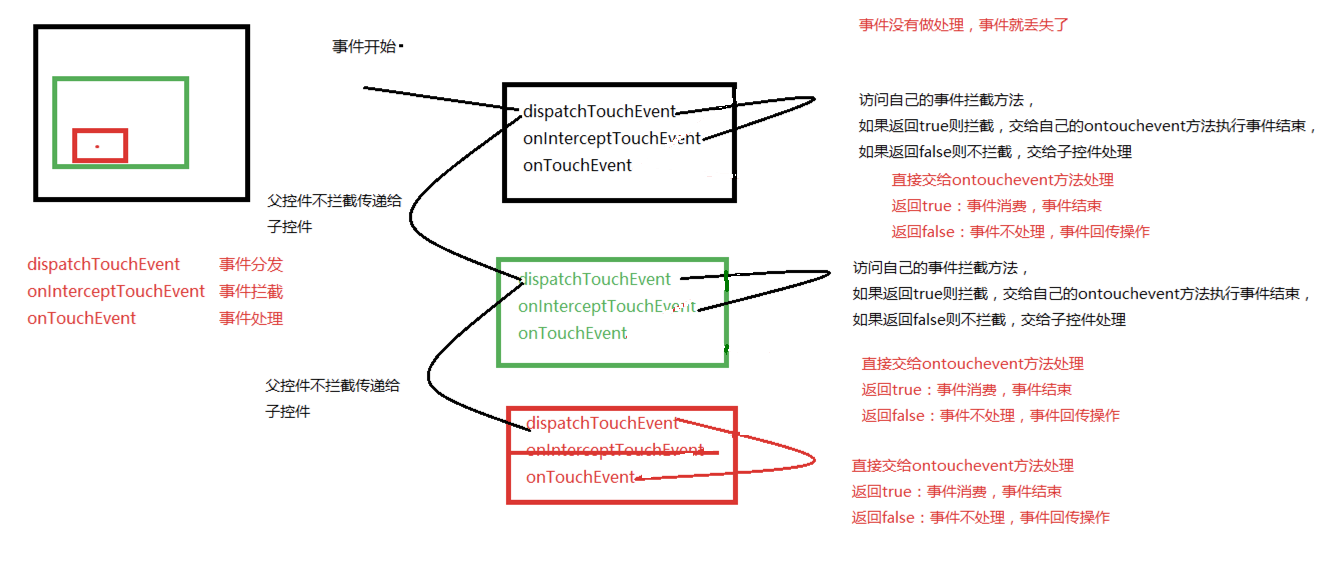 事件没有做处理，事件就丢失了
事件开始
dispatchTouchEvent
onInterceptTouchEvent
onTouchEvent
访问自己的事件拦截方法，
如果返回true则拦截，交给自己的ontouchevent方法执行事件结束，
如果返回false则不拦截，交给子控件处理
直接交给ontouchevent方法处理
返回true：事件消费，事件结束
返回false：事件不处理，事件回传操作
父控件不拦截传递给
子控件
dispatchTouchEvent 事件分发
onInterceptTouchEvent 事件拦截
onTouchEvent 事件处理
dispatchTouchEvent
onInterceptTouchEvent
onTouchEvent
访问自己的事件拦截方法，
如果返回true则拦截，交给自己的ontouchevent方法执行事件结束，
如果返回false则不拦截，交给子控件处理
直接交给ontouchevent方法处理
返回true：事件消费，事件结束
返回false：事件不处理，事件回传操作
父控件不拦截传递给
子控件
dispatchTouchEvent
onInterceptTouchEvent
onTouchEvent
直接交给ontouchevent方法处理
返回true：事件消费，事件结束
返回false：事件不处理，事件回传操作